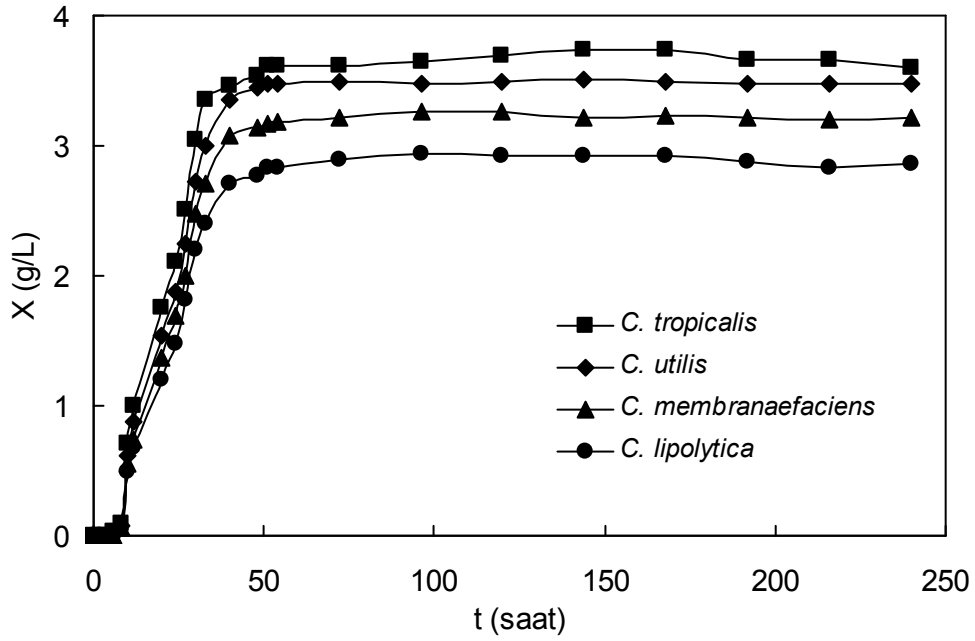 4
3
2
1
0
X (g/L)
C. tropicalis
C. utilis
C. membranaefaciens
C. lipolytica
0 50 100 150 200 250
t (saat)